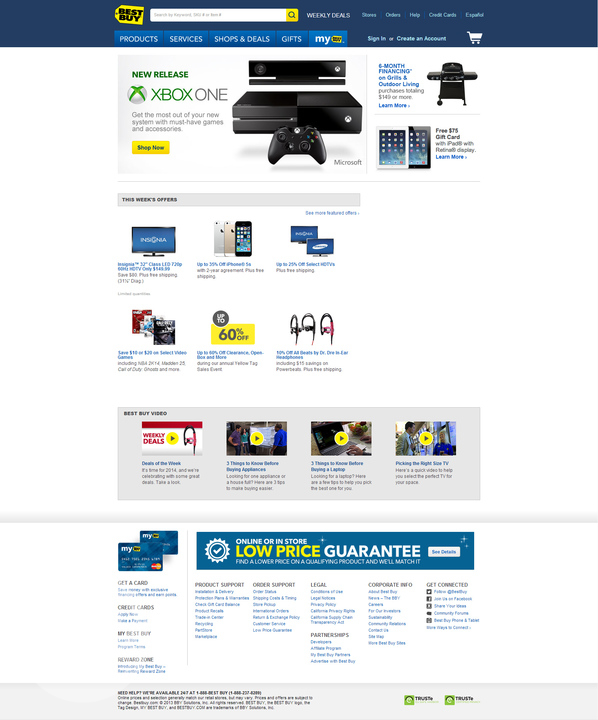 BEST BUY
Search by Keyword, SKU # or Item #
WEEKLY DEALS
Stores
Orders
Help
Credit Cards
Español
PRODUCTS
SERVICES
SHOPS & DEALS
GIFTS
my BEST BUY
Sign In or Create an Account
NEW RELEASE
XBOX ONE
Get the most out of your new
system with must-have games
and accessories.
Shop Now
Microsoft
6-MONTH
FINANCING*
on Grills &
Outdoor Living
purchases totaling
$149 or more.
Learn More ›
Free $75
Gift Card
with iPad® with
Retina® display.
Learn More ›
THIS WEEK'S OFFERS
See more featured offers ›
INSIGNIA
INSIGNIA
SAMSUNG
Insignia™ 32" Class LED 720p
60Hz HDTV Only $149.99
Save $80. Plus free shipping
(31½" Diag.)
Limited quantities.
Up to 35% Off iPhone® 5s
with 2-year agreement. Plus free
shipping.
Up to 25% Off Select HDTVs
Plus free shipping.
UP TO
60% OFF
Save $10 or $20 on Select Video
Games
including NBA 2K14, Madden 25
Call of Duty: Ghosts and more.
Up to 60% Off Clearance, Open-
Box and More
during our annual Yellow Tag
Sales Event.
10% Off All Beats by Dr. Dre In-Ear
Headphones
including $15 savings on
Powerbeats. Plus free shipping.
BEST BUY VIDEO
WEEKLY
DEALS
Deals of the Week
It's time for 2014, and we're
celebrating with some great
deals. Take a look.
3 Things to Know Before
Buying Appliances
Looking for one appliance or
a house full? Here are 3 tips
to make buying easier.
3 Things to Know Before
Buying a Laptop
Looking for a laptop? Here
are a few tips to help you pick
the best one for you.
Picking the Right Size TV
Here's a quick video to help
you select the perfect TV for
your space.
my BEST BUY
my BEST BUY
ONLINE OR IN STORE
LOW PRICE GUARANTEE
FIND A LOWER PRICE ON A QUALIFYING PRODUCT AND WE'LL MATCH IT
See Details
GET A CARD
Save money with exclusive
financing offers and earn points.
CREDIT CARDS
Apply Now
Make a Payment
MY BEST BUY
Learn More
Program Terms
REWARD ZONE
Introducing My Best Buy –
Reinventing Reward Zone
PRODUCT SUPPORT
Installation & Delivery
Protection Plans & Warranties
Check Gift Card Balance
Product Recalls
Trade-In Center
Recycling
PartStore
Marketplace
ORDER SUPPORT
Order Status
Shipping Costs & Timing
Store Pickup
International Orders
Return & Exchange Policy
Customer Service
Low Price Guarantee
LEGAL
Conditions of Use
Legal Notices
Privacy Policy
California Privacy Rights
California Supply Chain
Transparency Act
PARTNERSHIPS
Developers
Affiliate Program
My Best Buy Partners
Advertise with Best Buy
CORPORATE INFO
About Best Buy
News – The BBY
Careers
For Our Investors
Sustainability
Community Relations
Contact Us
Site Map
More Best Buy Sites
GET CONNECTED
Follow @BestBuy
Join Us on Facebook
Share Your Ideas
Community Forums
Best Buy Phone & Tablet
More Ways to Connect ›
NEED HELP? WE'RE AVAILABLE 24/7 AT 1-888-BEST BUY (1-888-237-8289)
Online prices and selection generally match our retail stores, but may vary. Prices and offers are subject to
change. Bestbuy.com: © 2013 BBY Solutions, Inc. All rights reserved. BEST BUY, the BEST BUY logo, the
Tag Design, MY BEST BUY, and BESTBUY.COM are trademarks of BBY Solutions, Inc.
TRUSTe
TRUSTe